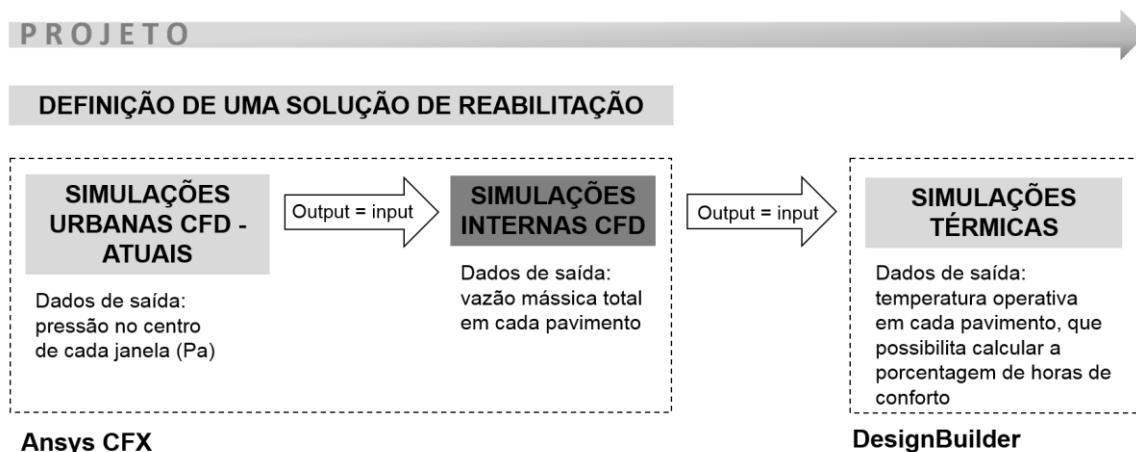 PROJETO
DEFINIÇÃO DE UMA SOLUÇÃO DE REABILITAÇÃO
SIMULAÇÕES
URBANAS CFD -
ATUAIS
Dados de saída:
pressão no centro
de cada janela (Pa)
Output = input
SIMULAÇÕES
INTERNAS CFD
Dados de saída:
vazão mássica total
em cada pavimento
Output = input
SIMULAÇÕES
TÉRMICAS
Dados de saída:
temperatura operativa
em cada pavimento, que
possibilita calcular a
porcentagem de horas de
conforto
Ansys CFX
DesignBuilder